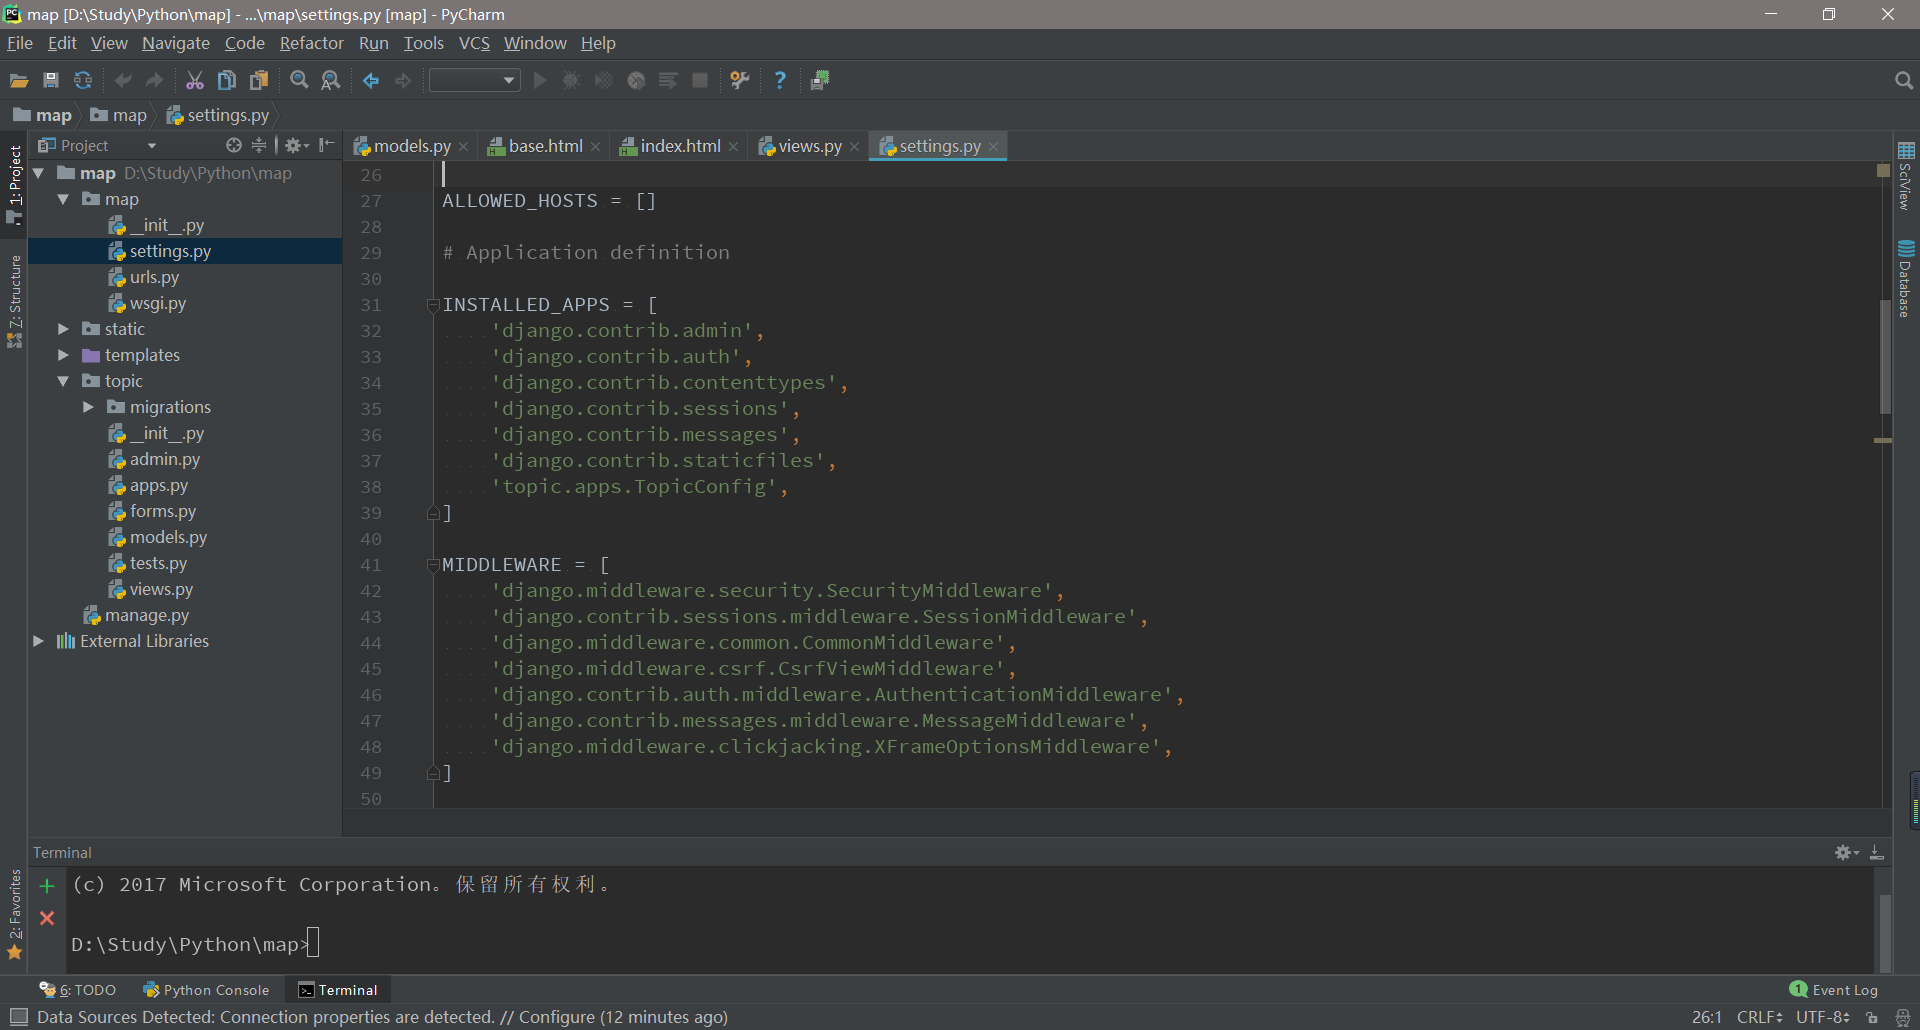 map [D:\Study\Python\map] - ...\map\settings.py [map] - PyCharm
File Edit View Navigate Code Refactor Run Tools VCS Window Help
map map settings.py
Project
models.py base.html index.html views.py settings.py
1: Project
Z: Structure
2: Favorites
map D:\Study\Python\map
map
__init__.py
settings.py
urls.py
wsgi.py
static
templates
topic
migrations
__init__.py
admin.py
apps.py
forms.py
models.py
tests.py
views.py
manage.py
External Libraries
26
27 ALLOWED_HOSTS = []
28
29 # Application definition
30
31 INSTALLED_APPS = [
32 'django.contrib.admin',
33 'django.contrib.auth',
34 'django.contrib.contenttypes',
35 'django.contrib.sessions',
36 'django.contrib.messages',
37 'django.contrib.staticfiles',
38 'topic.apps.TopicConfig',
39 ]
40
41 MIDDLEWARE = [
42 'django.middleware.security.SecurityMiddleware',
43 'django.contrib.sessions.middleware.SessionMiddleware',
44 'django.middleware.common.CommonMiddleware',
45 'django.middleware.csrf.CsrfViewMiddleware',
46 'django.contrib.auth.middleware.AuthenticationMiddleware',
47 'django.contrib.messages.middleware.MessageMiddleware',
48 'django.middleware.clickjacking.XFrameOptionsMiddleware',
49 ]
50
SciView
Database
Terminal
(c) 2017 Microsoft Corporation。保留所有权利。
D:\Study\Python\map>
6: TODO Python Console Terminal 1 Event Log
Data Sources Detected: Connection properties are detected. // Configure (12 minutes ago) 26:1 CRLF UTF-8